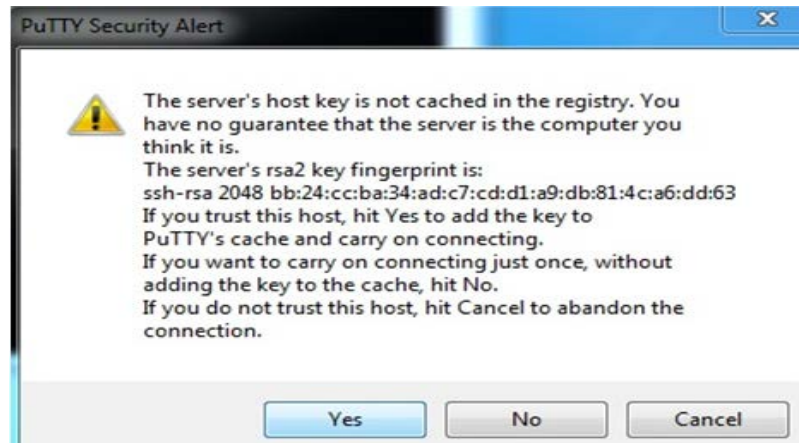 PuTTY Security Alert
The server's host key is not cached in the registry. You
have no guarantee that the server is the computer you
think it is.
The server's rsa2 key fingerprint is:
ssh-rsa 2048 bb:24:cc:ba:34:ad:c7:cd:d1:a9:db:81:4c:a6:dd:63
If you trust this host, hit Yes to add the key to
PuTTY's cache and carry on connecting.
If you want to carry on connecting just once, without
adding the key to the cache, hit No.
If you do not trust this host, hit Cancel to abandon the
connection.
Yes No Cancel